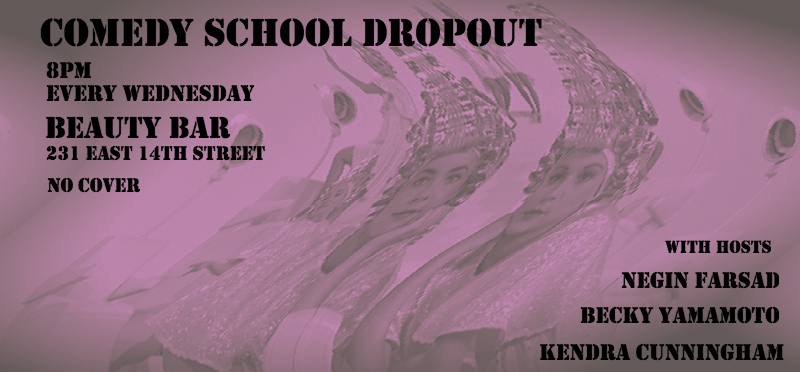 COMEDY SCHOOL DROPOUT
8PM
EVERY WEDNESDAY
BEAUTY BAR
231 EAST 14TH STREET
NO COVER
WITH HOSTS
NEGIN FARSAD
BECKY YAMAMOTO
KENDRA CUNNINGHAM